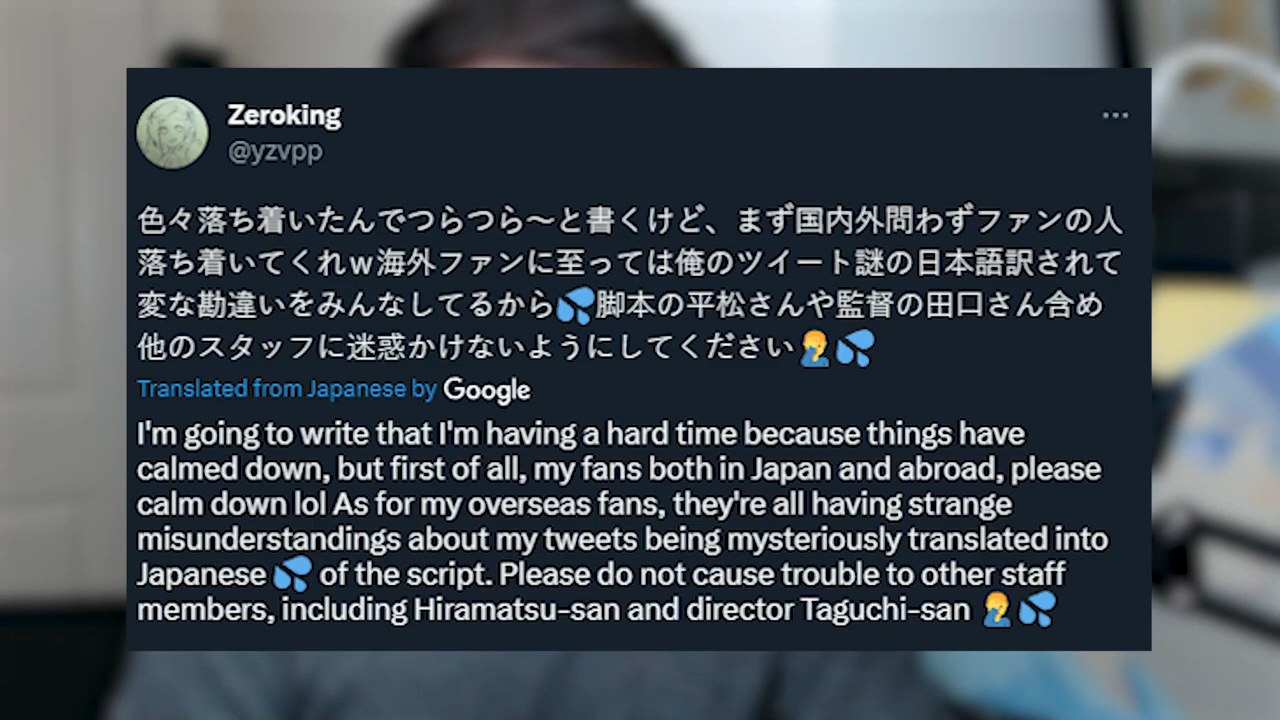 Zeroking
@yzvpp
色々落ち着いたんでつらつら〜と書くけど、まず国内外問わずファンの人
落ち着いてくれw海外ファンに至っては俺のツイート謎の日本語訳されて
変な勘違いをみんなしてるから💦脚本の平松さんや監督の田口さん含め
他のスタッフに迷惑かけないようにしてください🤦💦
Translated from Japanese by Google
I'm going to write that I'm having a hard time because things have
calmed down, but first of all, my fans both in Japan and abroad, please
calm down lol As for my overseas fans, they're all having strange
misunderstandings about my tweets being mysteriously translated into
Japanese 💦 of the script. Please do not cause trouble to other staff
members, including Hiramatsu-san and director Taguchi-san 🤦💦